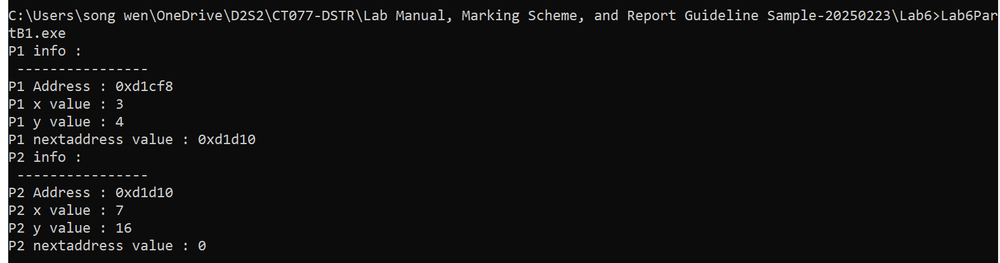 C:\Users\song wen\OneDrive\D2S2\CT077-DSTR\Lab Manual, Marking Scheme, and Report Guideline Sample-20250223\Lab6>Lab6Par
tB1.exe
P1 info :
 ----------------
P1 Address : 0xd1cf8
P1 x value : 3
P1 y value : 4
P1 nextaddress value : 0xd1d10
P2 info :
 ----------------
P2 Address : 0xd1d10
P2 x value : 7
P2 y value : 16
P2 nextaddress value : 0